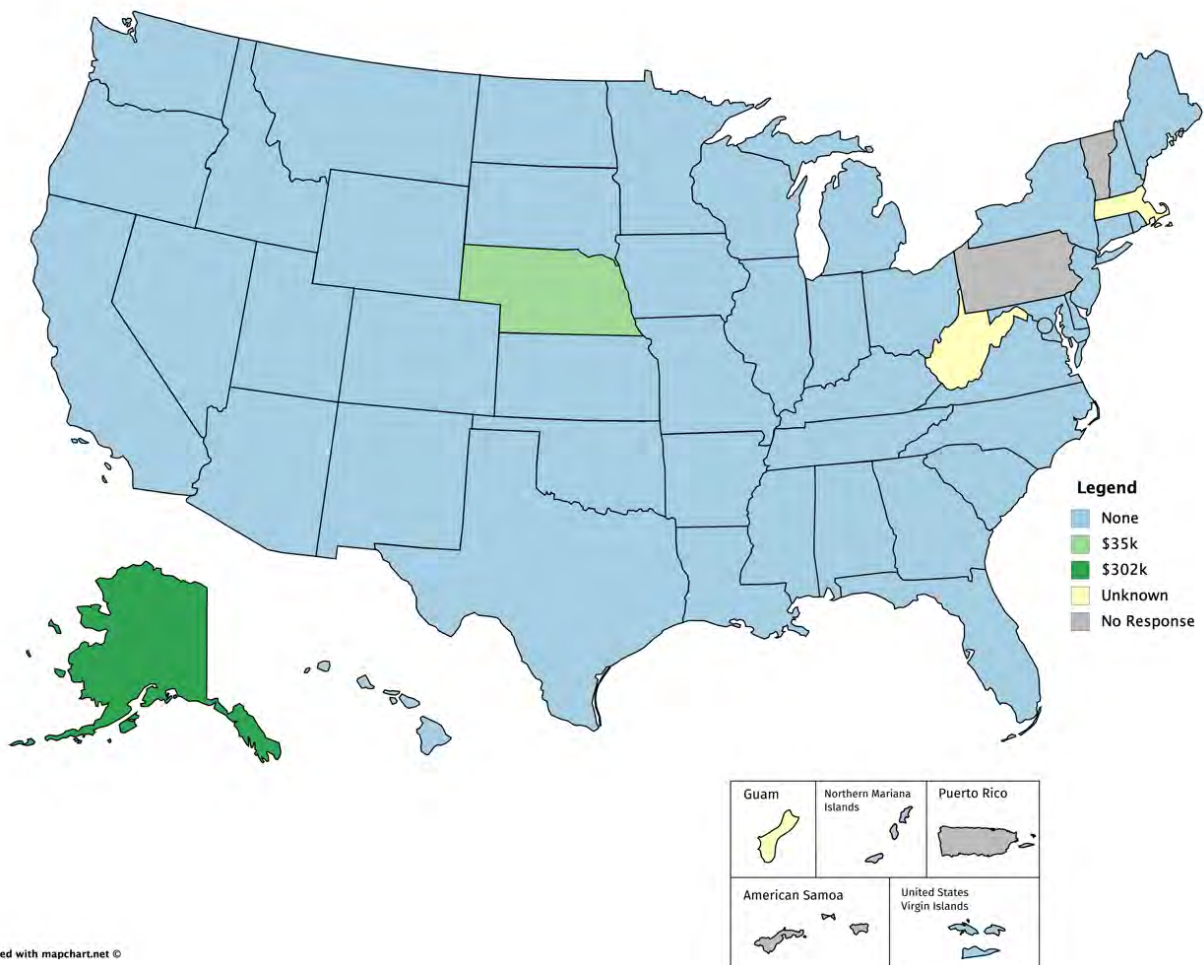 Legend
None
$35k
$302k
Unknown
No Response
Guam
Northern Mariana
Islands
Puerto Rico
American Samoa
United States
Virgin Islands
ed with mapchart.net ©